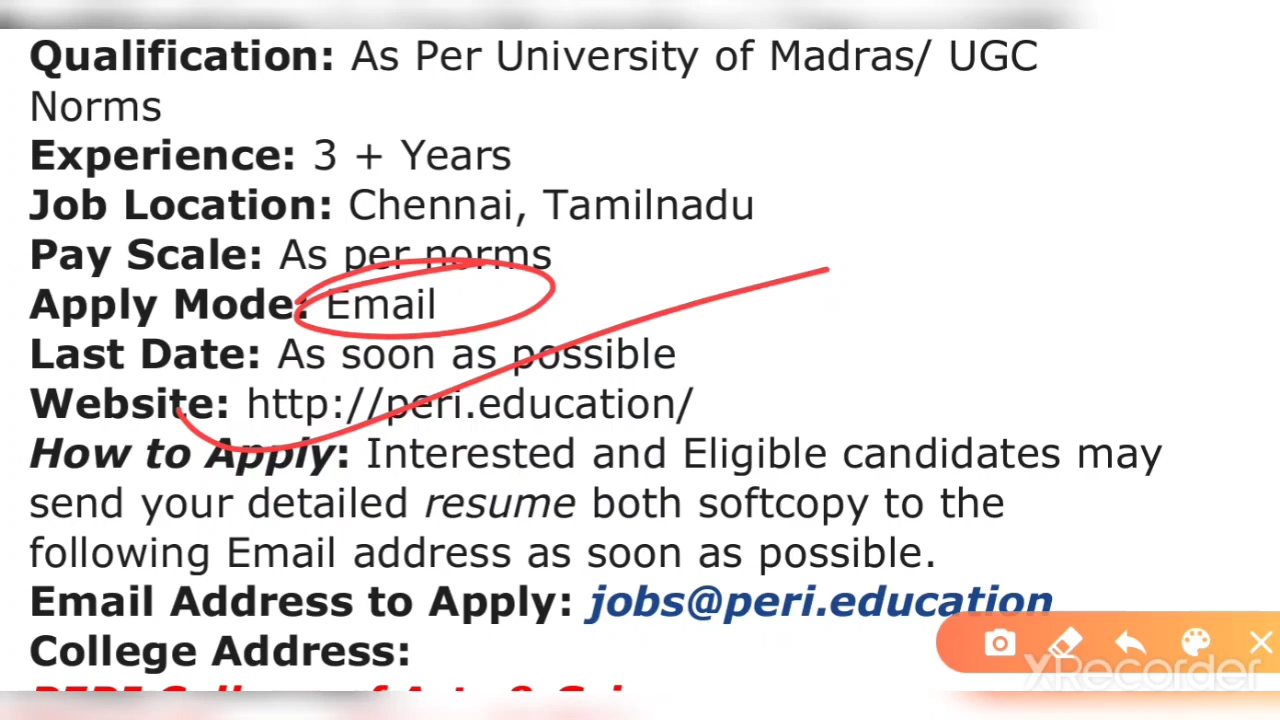 Qualification: As Per University of Madras/ UGC
Norms
Experience: 3 + Years
Job Location: Chennai, Tamilnadu
Pay Scale: As per norms
Apply Mode: Email
Last Date: As soon as possible
Website: http://peri.education/
How to Apply: Interested and Eligible candidates may
send your detailed resume both softcopy to the
following Email address as soon as possible.
Email Address to Apply: jobs@peri.education
College Address:
XRecorder